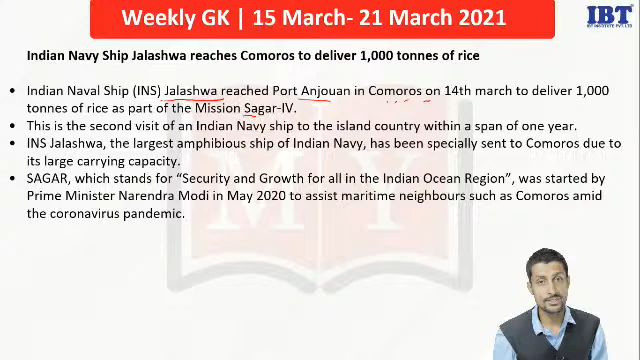 Weekly GK | 15 March- 21 March 2021
IBT
Indian Navy Ship Jalashwa reaches Comoros to deliver 1,000 tonnes of rice
• Indian Naval Ship (INS) Jalashwa reached Port Anjouan in Comoros on 14th march to deliver 1,000
tonnes of rice as part of the Mission Sagar-IV.
• This is the second visit of an Indian Navy ship to the island country within a span of one year.
• INS Jalashwa, the largest amphibious ship of Indian Navy, has been specially sent to Comoros due to
its large carrying capacity.
• SAGAR, which stands for “Security and Growth for all in the Indian Ocean Region”, was started by
Prime Minister Narendra Modi in May 2020 to assist maritime neighbours such as Comoros amid
the coronavirus pandemic.
M Y